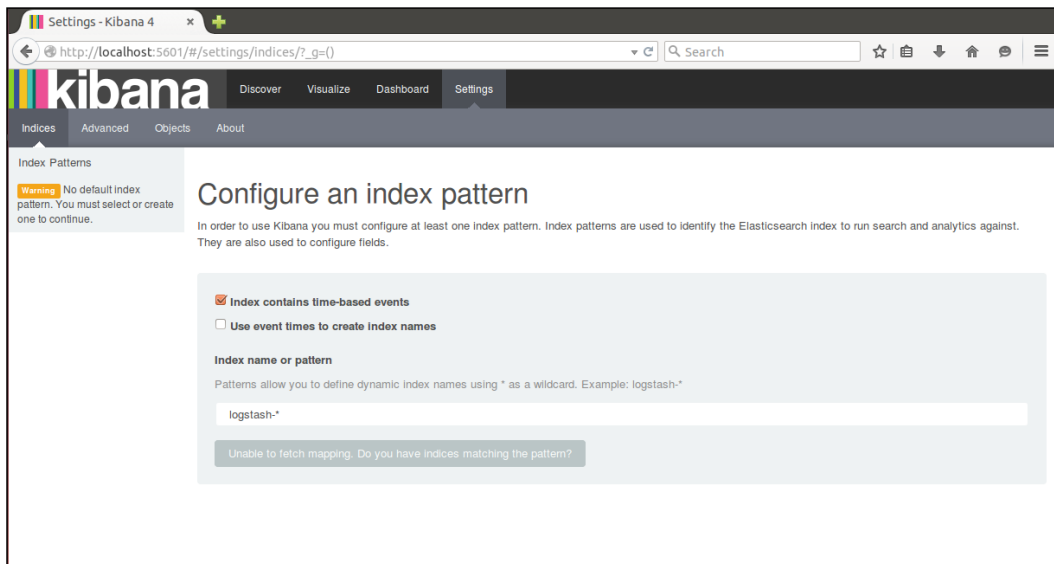 Settings - Kibana 4
http://localhost:5601/#/settings/indices/?_g=()
Search
kibana
Discover Visualize Dashboard Settings
Indices Advanced Objects About
Index Patterns
Warning No default index
pattern. You must select or create
one to continue.
Configure an index pattern
In order to use Kibana you must configure at least one index pattern. Index patterns are used to identify the Elasticsearch index to run search and analytics against.
They are also used to configure fields.
Index contains time-based events
Use event times to create index names
Index name or pattern
Patterns allow you to define dynamic index names using * as a wildcard. Example: logstash-*
logstash-*
Unable to fetch mapping. Do you have indices matching the pattern?